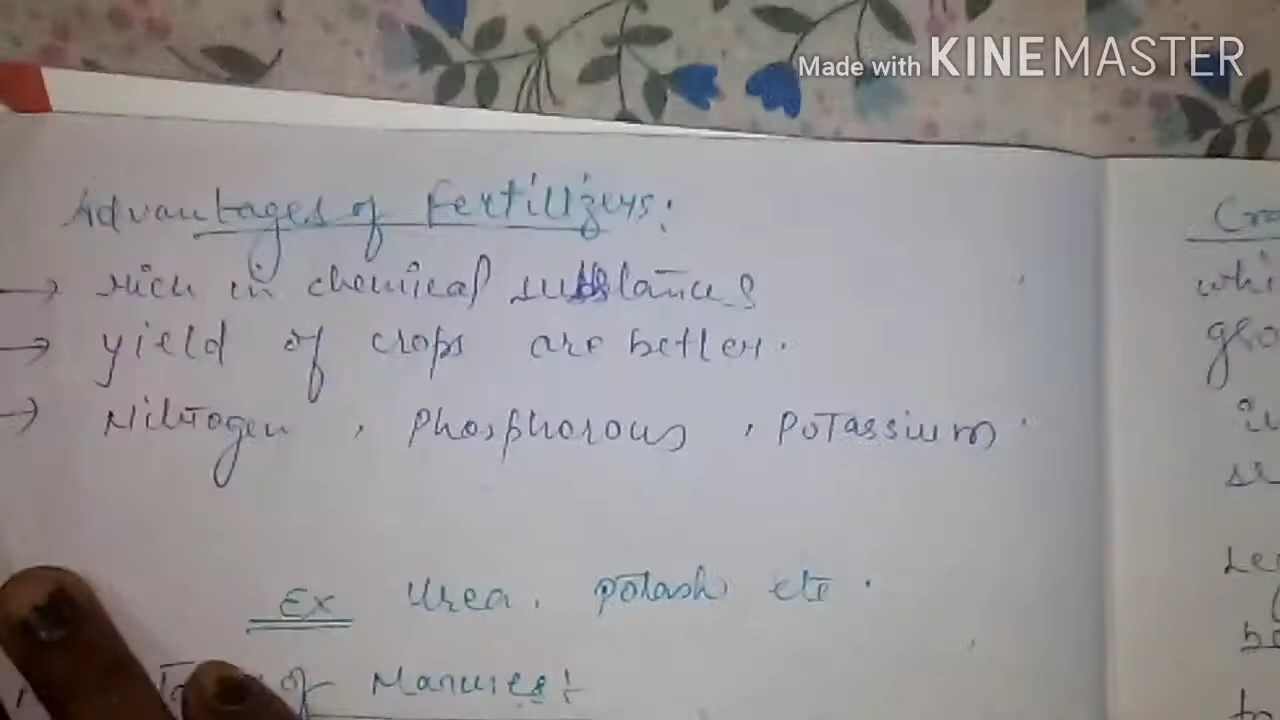 Made with KINEMASTER
Advantages of Fertilizers:
→ rich in chemical substances
→ yield of crops are better.
→ Nitrogen, Phosphorous, Potassium.
Ex Urea, potash etc.
of Manures: